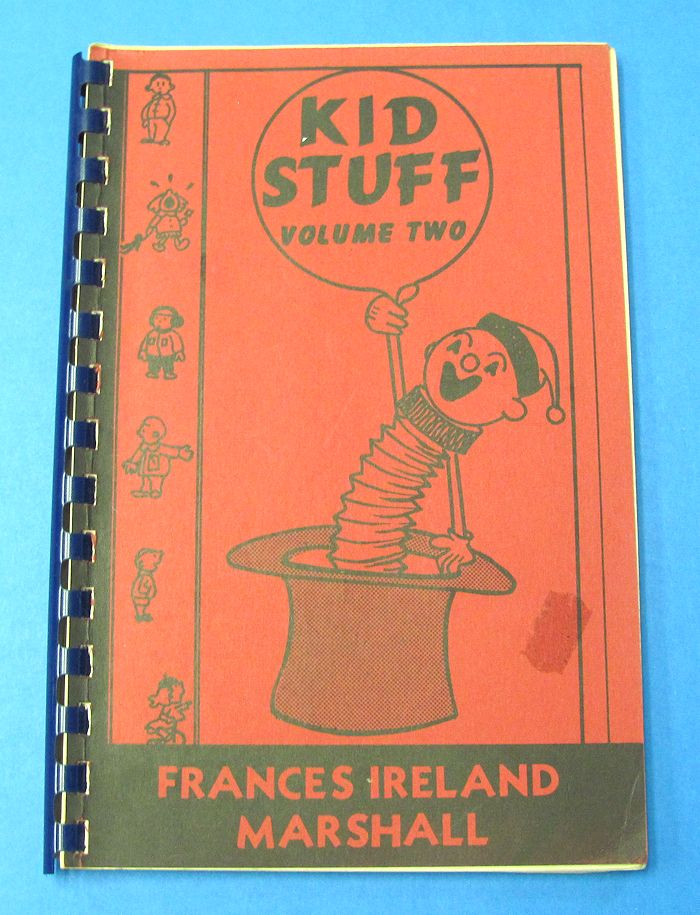 KID
STUFF
VOLUME TWO
FRANCES IRELAND
MARSHALL